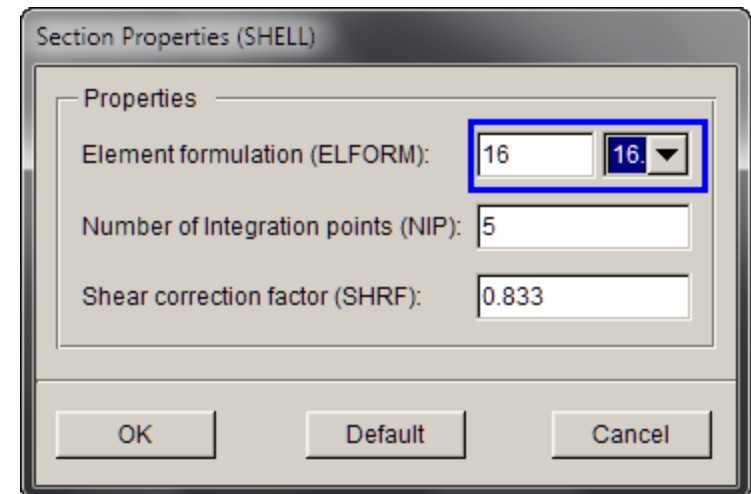 Section Properties (SHELL)
Properties
Element formulation (ELFORM): 16 16.
Number of Integration points (NIP): 5
Shear correction factor (SHRF): 0.833
OK Default Cancel